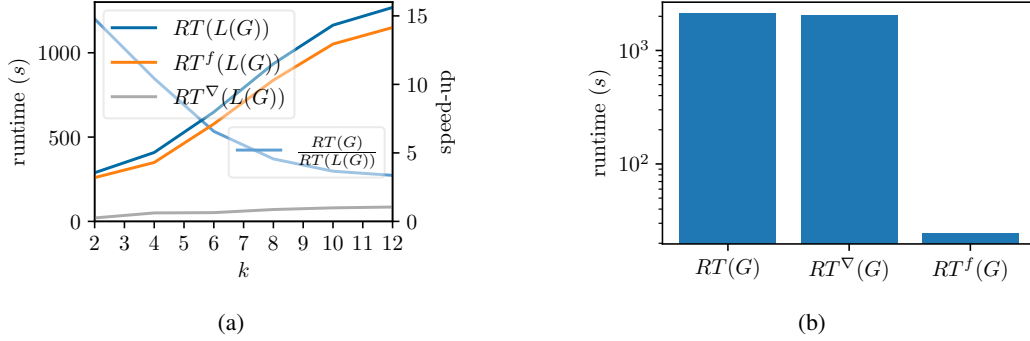 runtime (s)
1000
500
0
RT(L(G))
RT^f(L(G))
RT^∇(L(G))
RT(G)
RT(L(G))
15
10
5
0
speed-up
2 3 4 5 6 7 8 9 10 11 12
k
(a)
runtime (s)
10^3
10^2
RT(G) RT^∇(G) RT^f(G)
(b)